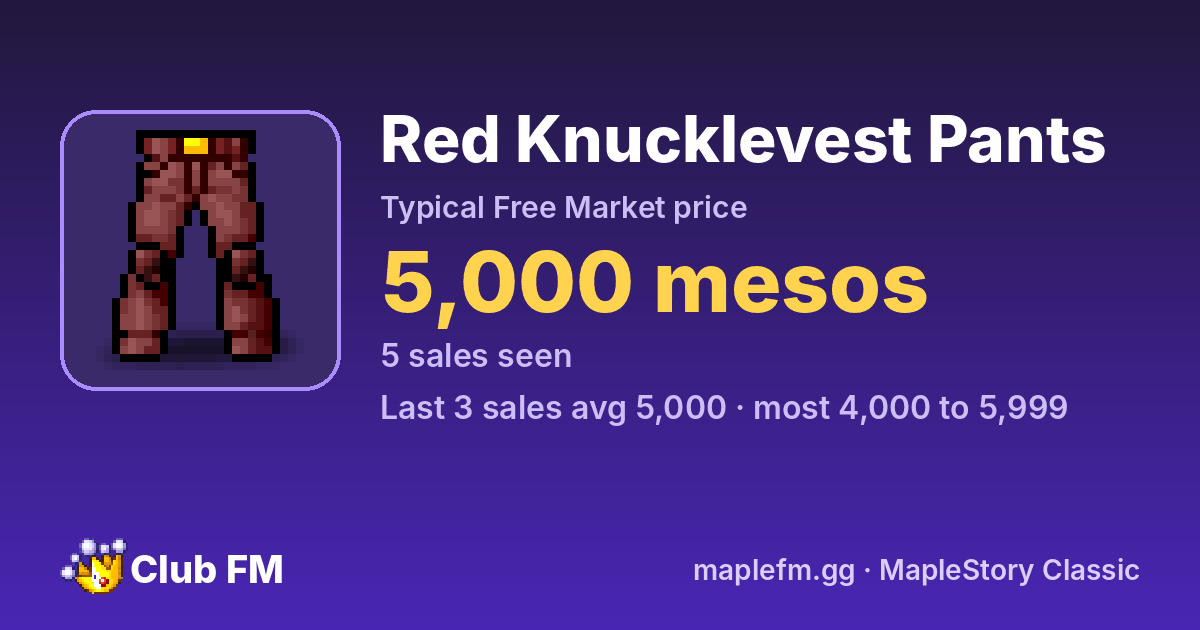 Red Knucklevest Pants
Typical Free Market price
5,000 mesos
5 sales seen
Last 3 sales avg 5,000 · most 4,000 to 5,999
Club FM
maplefm.gg · MapleStory Classic